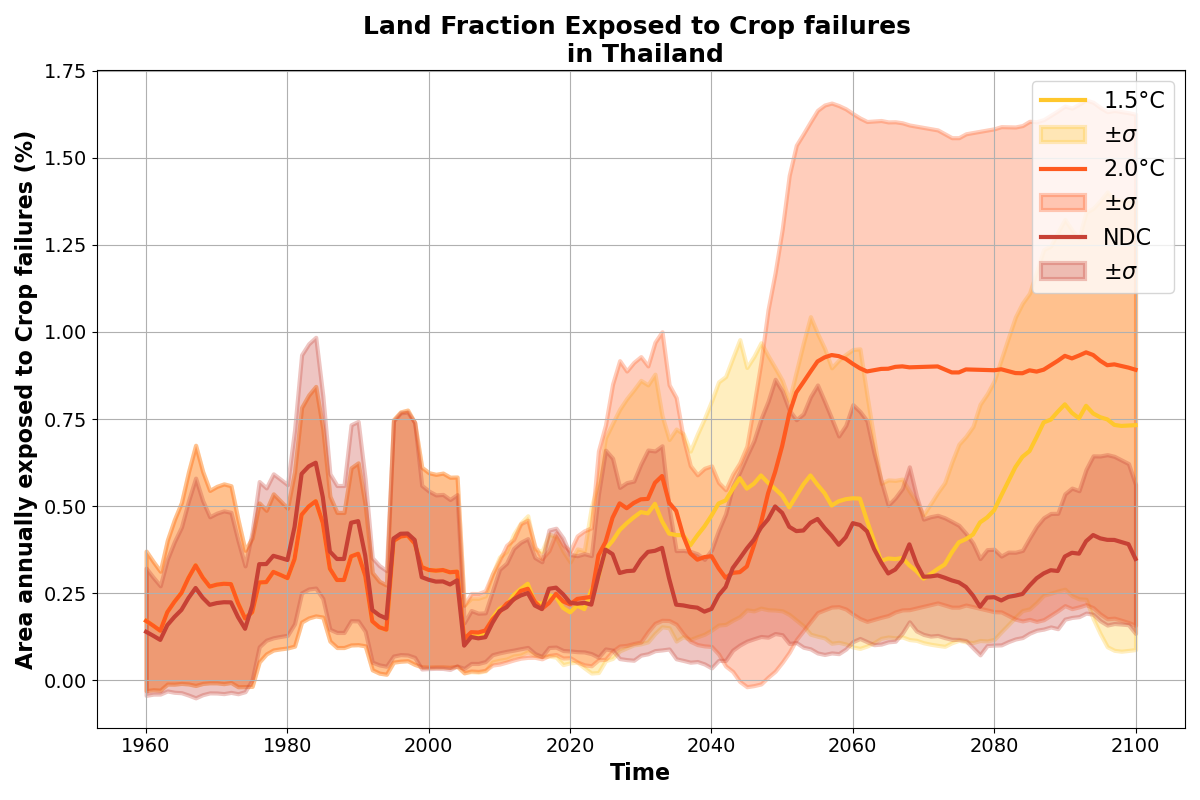 Land Fraction Exposed to Crop failures
in Thailand
Area annually exposed to Crop failures (%)
1.75
1.50
1.25
1.00
0.75
0.50
0.25
0.00
1.5°C
±σ
2.0°C
±σ
NDC
±σ
1960
1980
2000
2020
2040
2060
2080
2100
Time